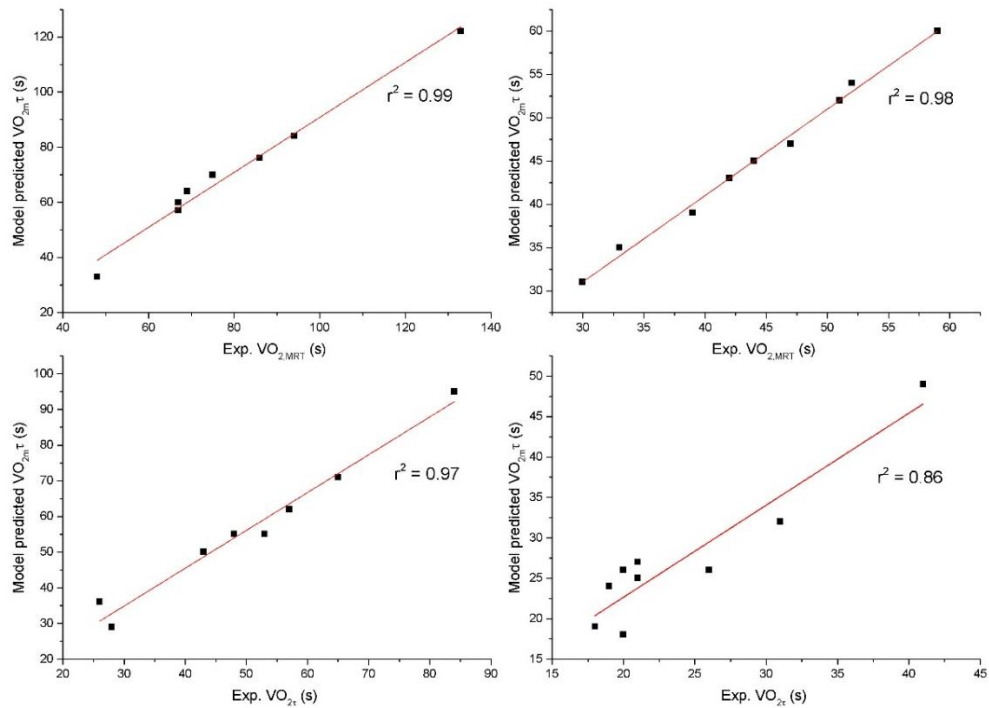 120
100
80
60
40
20
Model predicted VO₂ₘτ (s)
r² = 0.99
40 60 80 100 120 140
Exp. VO₂,MRT (s)
60
55
50
45
40
35
30
Model predicted VO₂ₘτ (s)
r² = 0.98
30 35 40 45 50 55 60
Exp. VO₂,MRT (s)
100
90
80
70
60
50
40
30
20
Model predicted VO₂ₘτ (s)
r² = 0.97
20 30 40 50 60 70 80 90
Exp. VO₂τ (s)
50
45
40
35
30
25
20
15
Model predicted VO₂ₘτ (s)
r² = 0.86
20 25 30 35 40 45
Exp. VO₂τ (s)